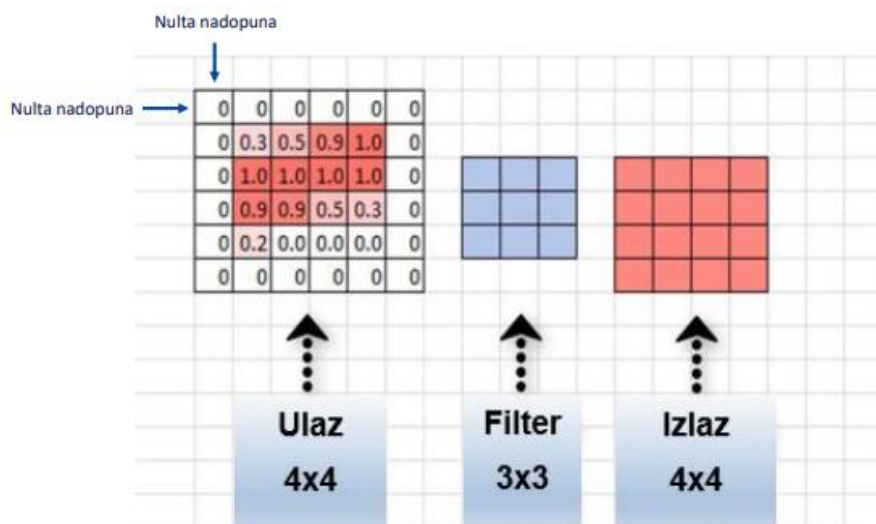 Nulta nadopuna
Nulta nadopuna
0 0 0 0 0 0
0 0.3 0.5 0.9 1.0 0
0 1.0 1.0 1.0 1.0 0
0 0.9 0.9 0.5 0.3 0
0 0.2 0.0 0.0 0.0 0
0 0 0 0 0 0
Ulaz Filter Izlaz
4x4 3x3 4x4